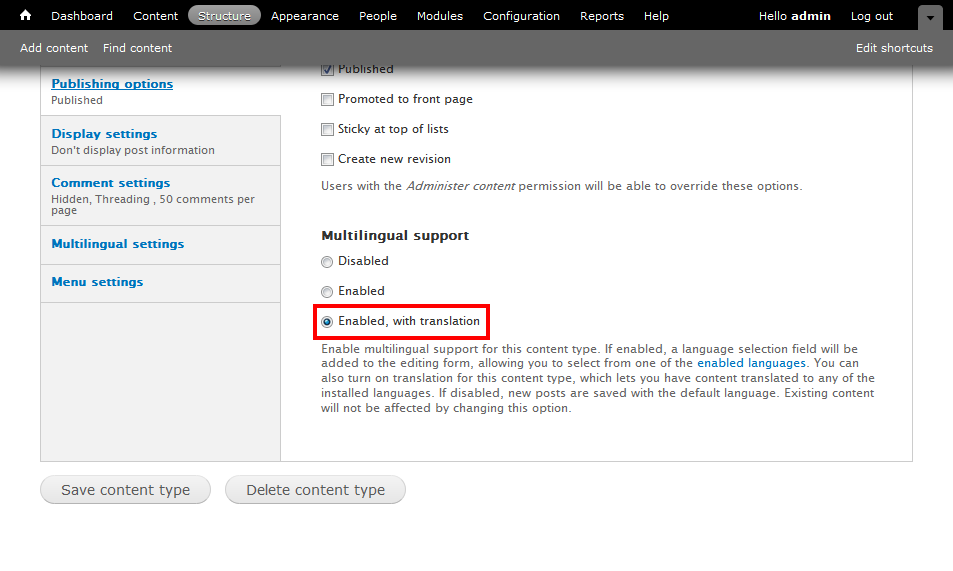 Dashboard Content Structure Appearance People Modules Configuration Reports Help Hello admin Log out
Add content Find content Edit shortcuts
Publishing options
Published
Display settings
Don't display post information
Comment settings
Hidden, Threading , 50 comments per
page
Multilingual settings
Menu settings
Published
Promoted to front page
Sticky at top of lists
Create new revision
Users with the Administer content permission will be able to override these options.
Multilingual support
Disabled
Enabled
Enabled, with translation
Enable multilingual support for this content type. If enabled, a language selection field will be
added to the editing form, allowing you to select from one of the enabled languages. You can
also turn on translation for this content type, which lets you have content translated to any of the
installed languages. If disabled, new posts are saved with the default language. Existing content
will not be affected by changing this option.
Save content type Delete content type